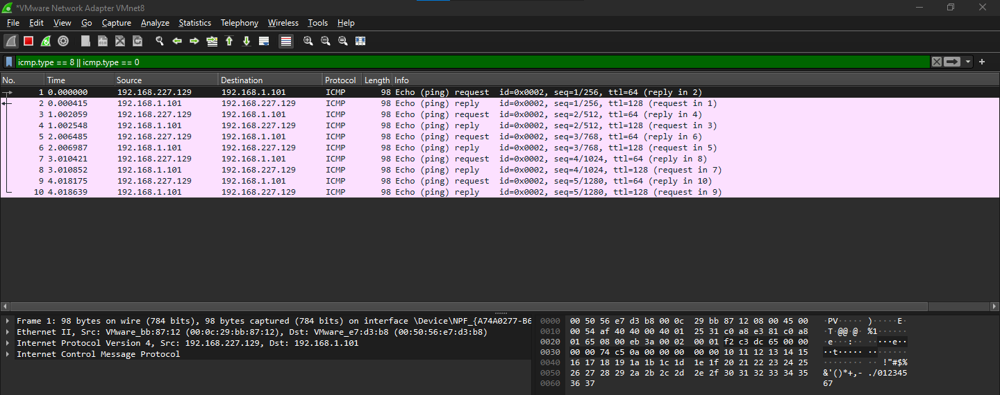 *VMware Network Adapter VMnet8
File Edit View Go Capture Analyze Statistics Telephony Wireless Tools Help
icmp.type == 8 || icmp.type == 0
No. Time Source Destination Protocol Length Info
1 0.000000 192.168.227.129 192.168.1.101 ICMP 98 Echo (ping) request id=0x0002, seq=1/256, ttl=64 (reply in 2)
2 0.000415 192.168.1.101 192.168.227.129 ICMP 98 Echo (ping) reply id=0x0002, seq=1/256, ttl=128 (request in 1)
3 1.002059 192.168.227.129 192.168.1.101 ICMP 98 Echo (ping) request id=0x0002, seq=2/512, ttl=64 (reply in 4)
4 1.002548 192.168.1.101 192.168.227.129 ICMP 98 Echo (ping) reply id=0x0002, seq=2/512, ttl=128 (request in 3)
5 2.006485 192.168.227.129 192.168.1.101 ICMP 98 Echo (ping) request id=0x0002, seq=3/768, ttl=64 (reply in 6)
6 2.006987 192.168.1.101 192.168.227.129 ICMP 98 Echo (ping) reply id=0x0002, seq=3/768, ttl=128 (request in 5)
7 3.010421 192.168.227.129 192.168.1.101 ICMP 98 Echo (ping) request id=0x0002, seq=4/1024, ttl=64 (reply in 8)
8 3.010852 192.168.1.101 192.168.227.129 ICMP 98 Echo (ping) reply id=0x0002, seq=4/1024, ttl=128 (request in 7)
9 4.018175 192.168.227.129 192.168.1.101 ICMP 98 Echo (ping) request id=0x0002, seq=5/1280, ttl=64 (reply in 10)
10 4.018639 192.168.1.101 192.168.227.129 ICMP 98 Echo (ping) reply id=0x0002, seq=5/1280, ttl=128 (request in 9)
Frame 1: 98 bytes on wire (784 bits), 98 bytes captured (784 bits) on interface \Device\NPF_{A74A0277-B6
Ethernet II, Src: VMware_bb:87:12 (00:0c:29:bb:87:12), Dst: VMware_e7:d3:b8 (00:50:56:e7:d3:b8)
Internet Protocol Version 4, Src: 192.168.227.129, Dst: 192.168.1.101
Internet Control Message Protocol
0000 00 50 56 e7 d3 b8 00 0c 29 bb 87 12 08 00 45 00 ·PV····· )·····E·
0010 00 54 af 40 40 00 40 01 25 31 c0 a8 e3 81 c0 a8 ·T·@@·@· %1······
0020 01 65 08 00 eb 3a 00 02 00 01 f2 c3 dc 65 00 00 ·e···:·· ·····e··
0030 00 00 74 c5 0a 00 00 00 00 00 10 11 12 13 14 15 ··t····· ········
0040 16 17 18 19 1a 1b 1c 1d 1e 1f 20 21 22 23 24 25 ········ ·· !"#$%
0050 26 27 28 29 2a 2b 2c 2d 2e 2f 30 31 32 33 34 35 &'()*+,- ./012345
0060 36 37 67